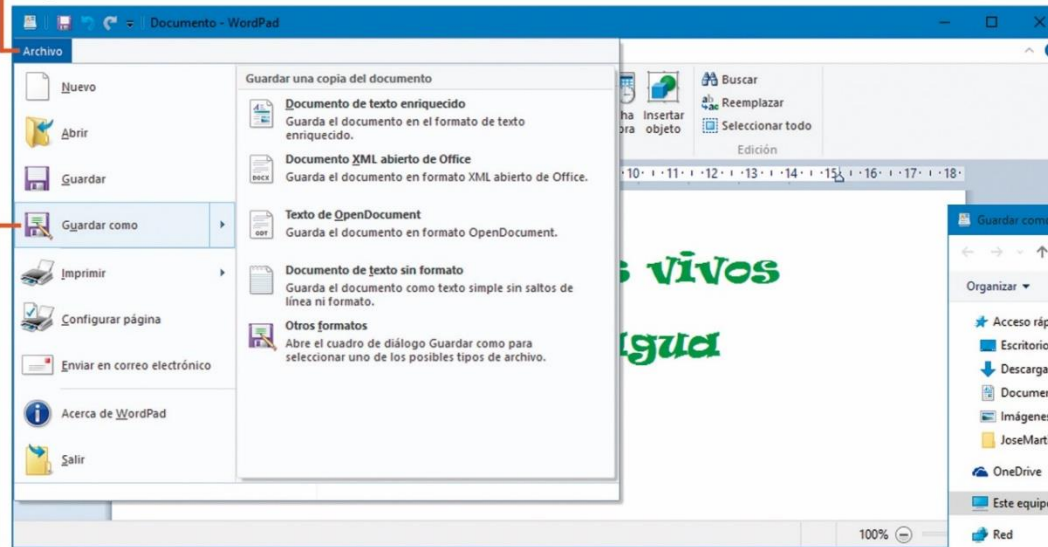 Documento - WordPad
Archivo
Nuevo
Abrir
Guardar
Guardar como
Imprimir
Configurar página
Enviar en correo electrónico
Acerca de WordPad
Salir
Guardar una copia del documento
Documento de texto enriquecido
Guarda el documento en el formato de texto
enriquecido.
Documento XML abierto de Office
DOCX
Guarda el documento en formato XML abierto de Office.
Texto de OpenDocument
ODT
Guarda el documento en formato OpenDocument.
Documento de texto sin formato
Guarda el documento como texto simple sin saltos de
línea ni formato.
Otros formatos
Abre el cuadro de diálogo Guardar como para
seleccionar uno de los posibles tipos de archivo.
Insertar
objeto
Buscar
Reemplazar
Seleccionar todo
Edición
10 11 12 13 14 15 16 17 18
vivos
100%
Guardar como
Organizar
Escritorio
OneDrive
Red